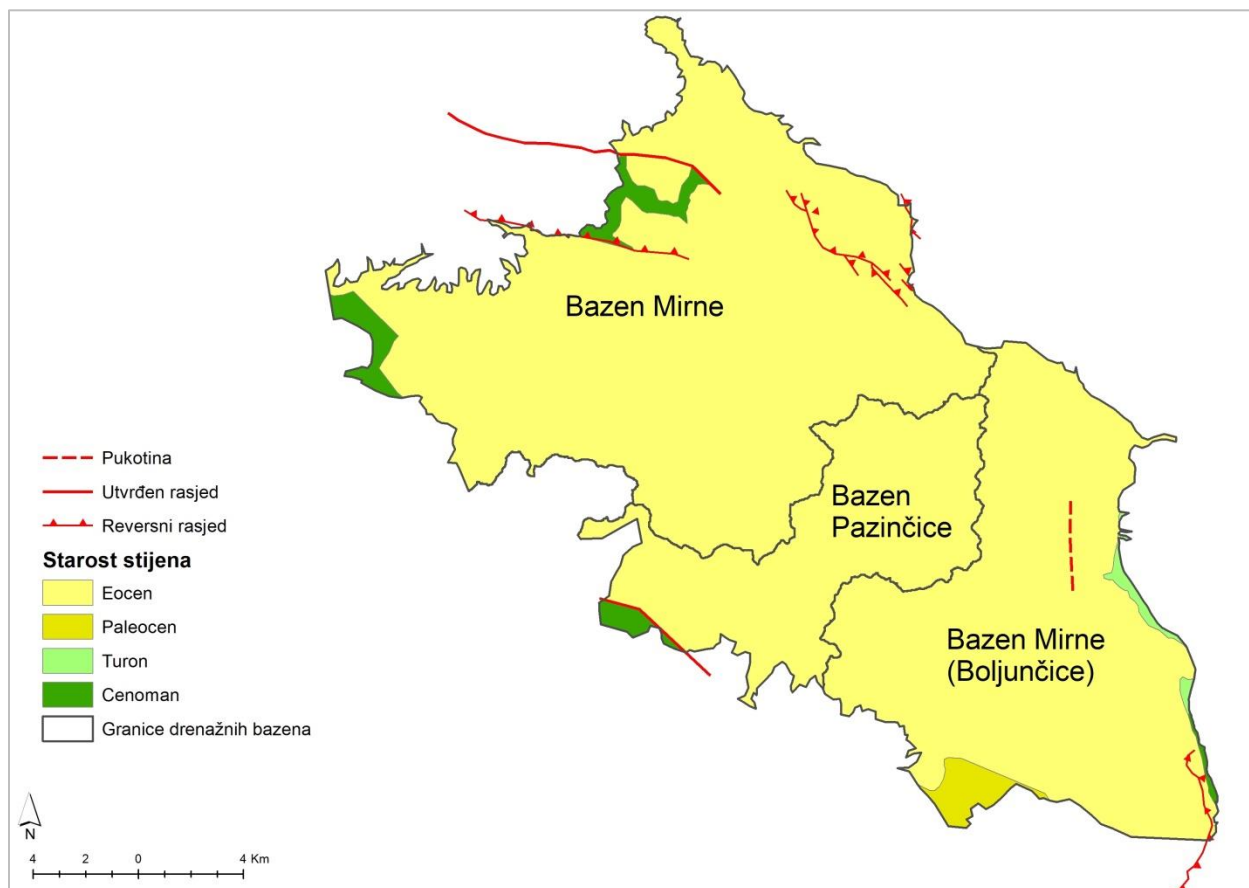 Bazen Mirne
Bazen
Pazinčice
Bazen Mirne
(Boljunčice)
Pukotina
Utvrđen rasjed
Reversni rasjed
Starost stijena
Eocen
Paleocen
Turon
Cenoman
Granice drenažnih bazena
N
4 2 0 4 Km